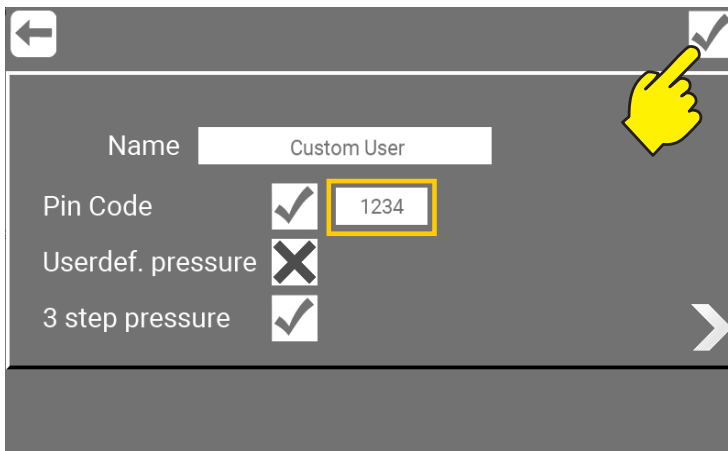 Name Custom User
Pin Code 1234
Userdef. pressure
3 step pressure